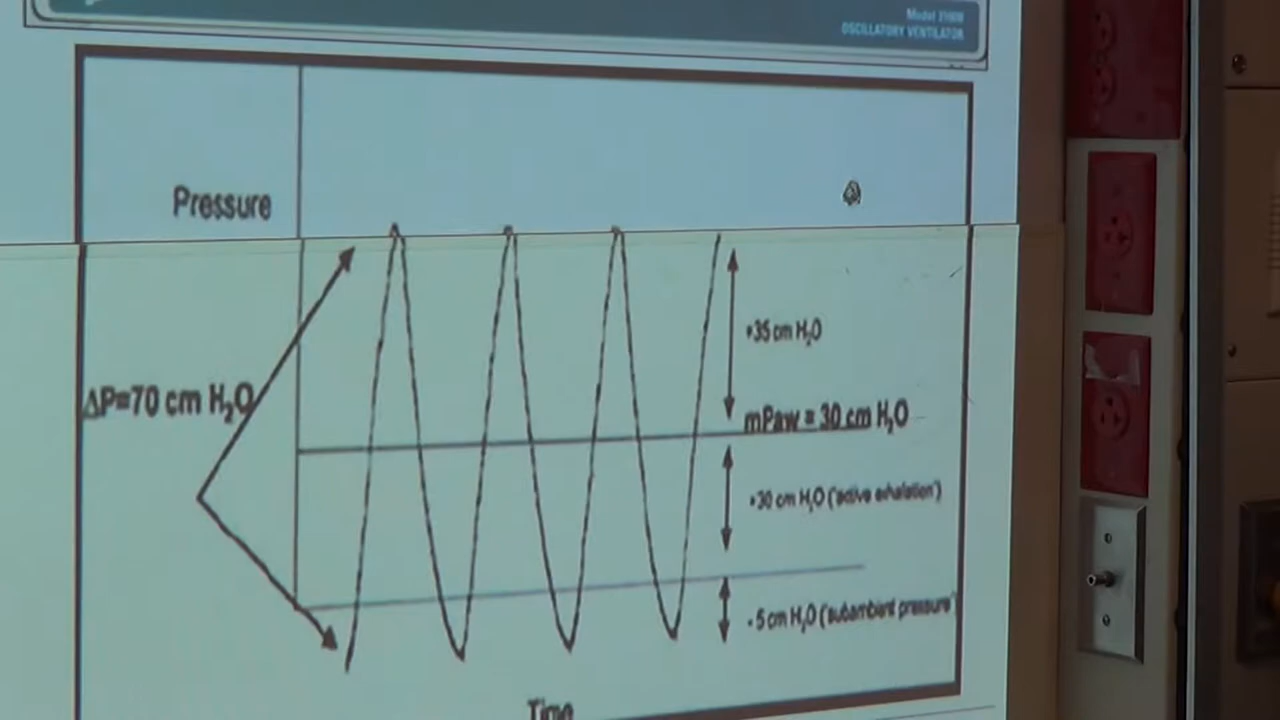 Model 3100B
OSCILLATORY VENTILATOR
Pressure
+35 cm H₂O
ΔP=70 cm H₂O
mPaw = 30 cm H₂O
+30 cm H₂O ("active exhalation")
- 5 cm H₂O ("subambient pressure"
Time